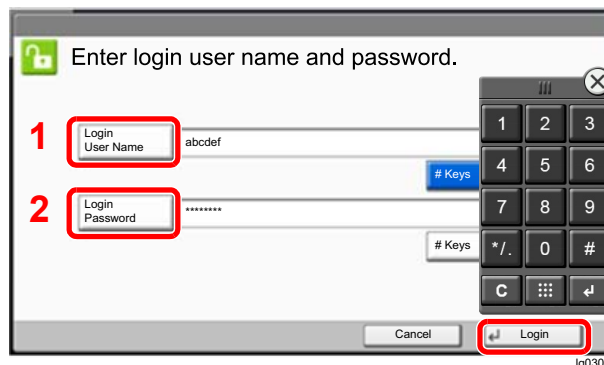 Enter login user name and password.
1
Login
User Name
abcdef
# Keys
2
Login
Password
********
# Keys
1 2 3
4 5 6
7 8 9
*/. 0 #
C
Cancel
Login